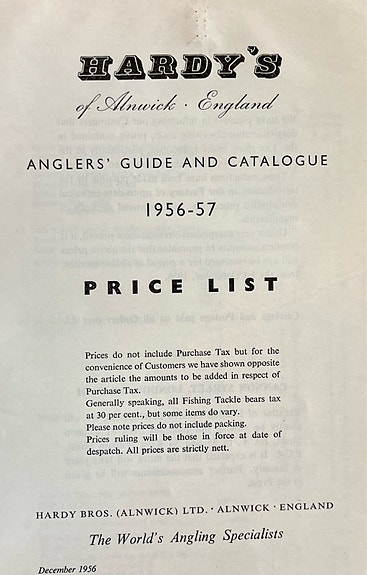 HARDY'S
of Alnwick · England
ANGLERS' GUIDE AND CATALOGUE
1956-57
PRICE LIST
Prices do not include Purchase Tax but for the
convenience of Customers we have shown opposite
the article the amounts to be added in respect of
Purchase Tax.
Generally speaking, all Fishing Tackle bears tax
at 30 per cent., but some items do vary.
Please note prices do not include packing.
Prices ruling will be those in force at date of
despatch. All prices are strictly nett.
HARDY BROS. (ALNWICK) LTD. · ALNWICK · ENGLAND
The World's Angling Specialists
December 1956